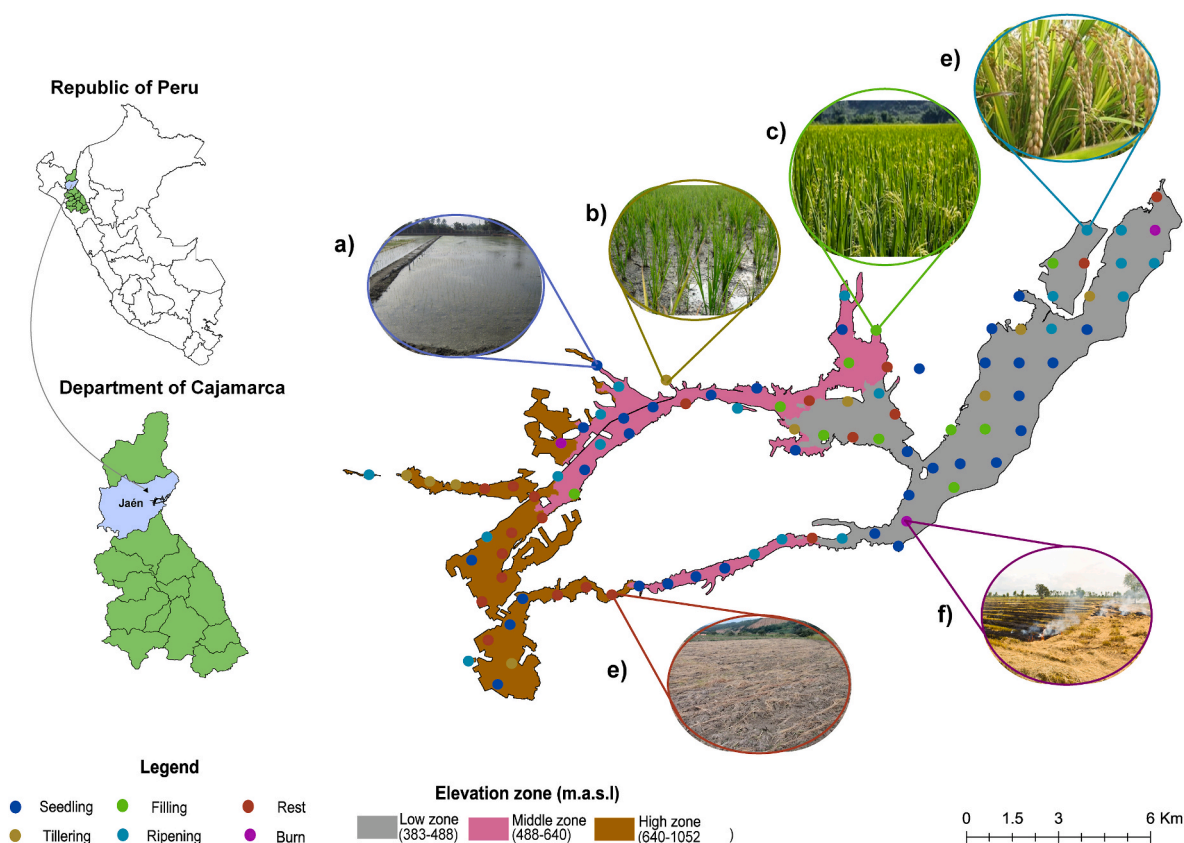 Republic of Peru
Department of Cajamarca
Jaén
a)
b)
c)
e)
e)
f)
Legend
Seedling
Filling
Rest
Tillering
Ripening
Burn
Elevation zone (m.a.s.l)
Low zone
(383-488)
Middle zone
(488-640)
High zone
(640-1052 )
0 1.5 3 6 Km